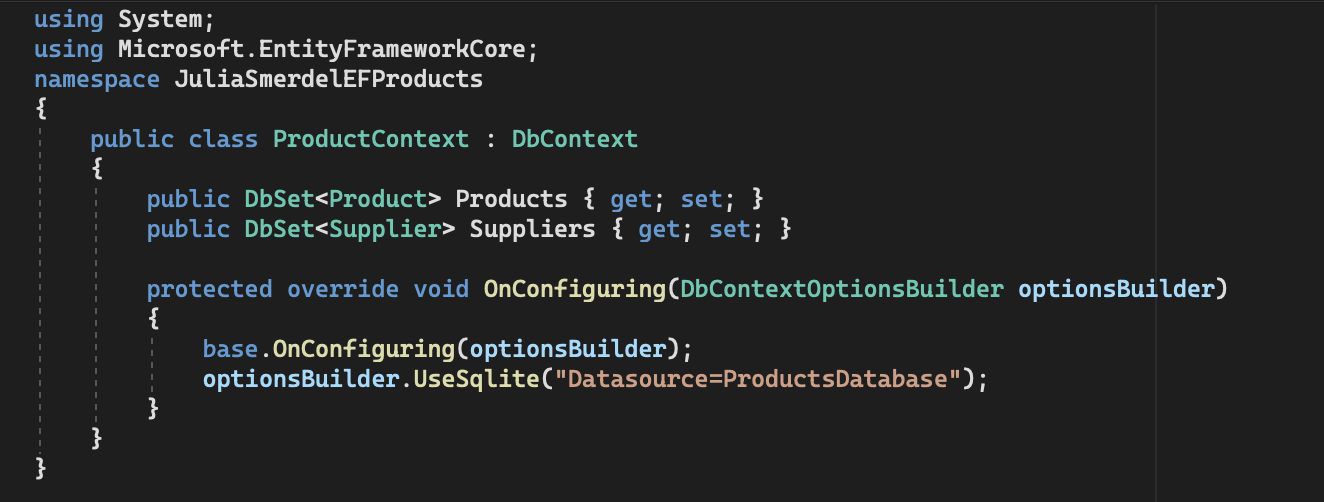 using System;
using Microsoft.EntityFrameworkCore;
namespace JuliaSmerdelEFProducts
{
    public class ProductContext : DbContext
    {
        public DbSet<Product> Products { get; set; }
        public DbSet<Supplier> Suppliers { get; set; }

        protected override void OnConfiguring(DbContextOptionsBuilder optionsBuilder)
        {
            base.OnConfiguring(optionsBuilder);
            optionsBuilder.UseSqlite("Datasource=ProductsDatabase");
        }
    }
}